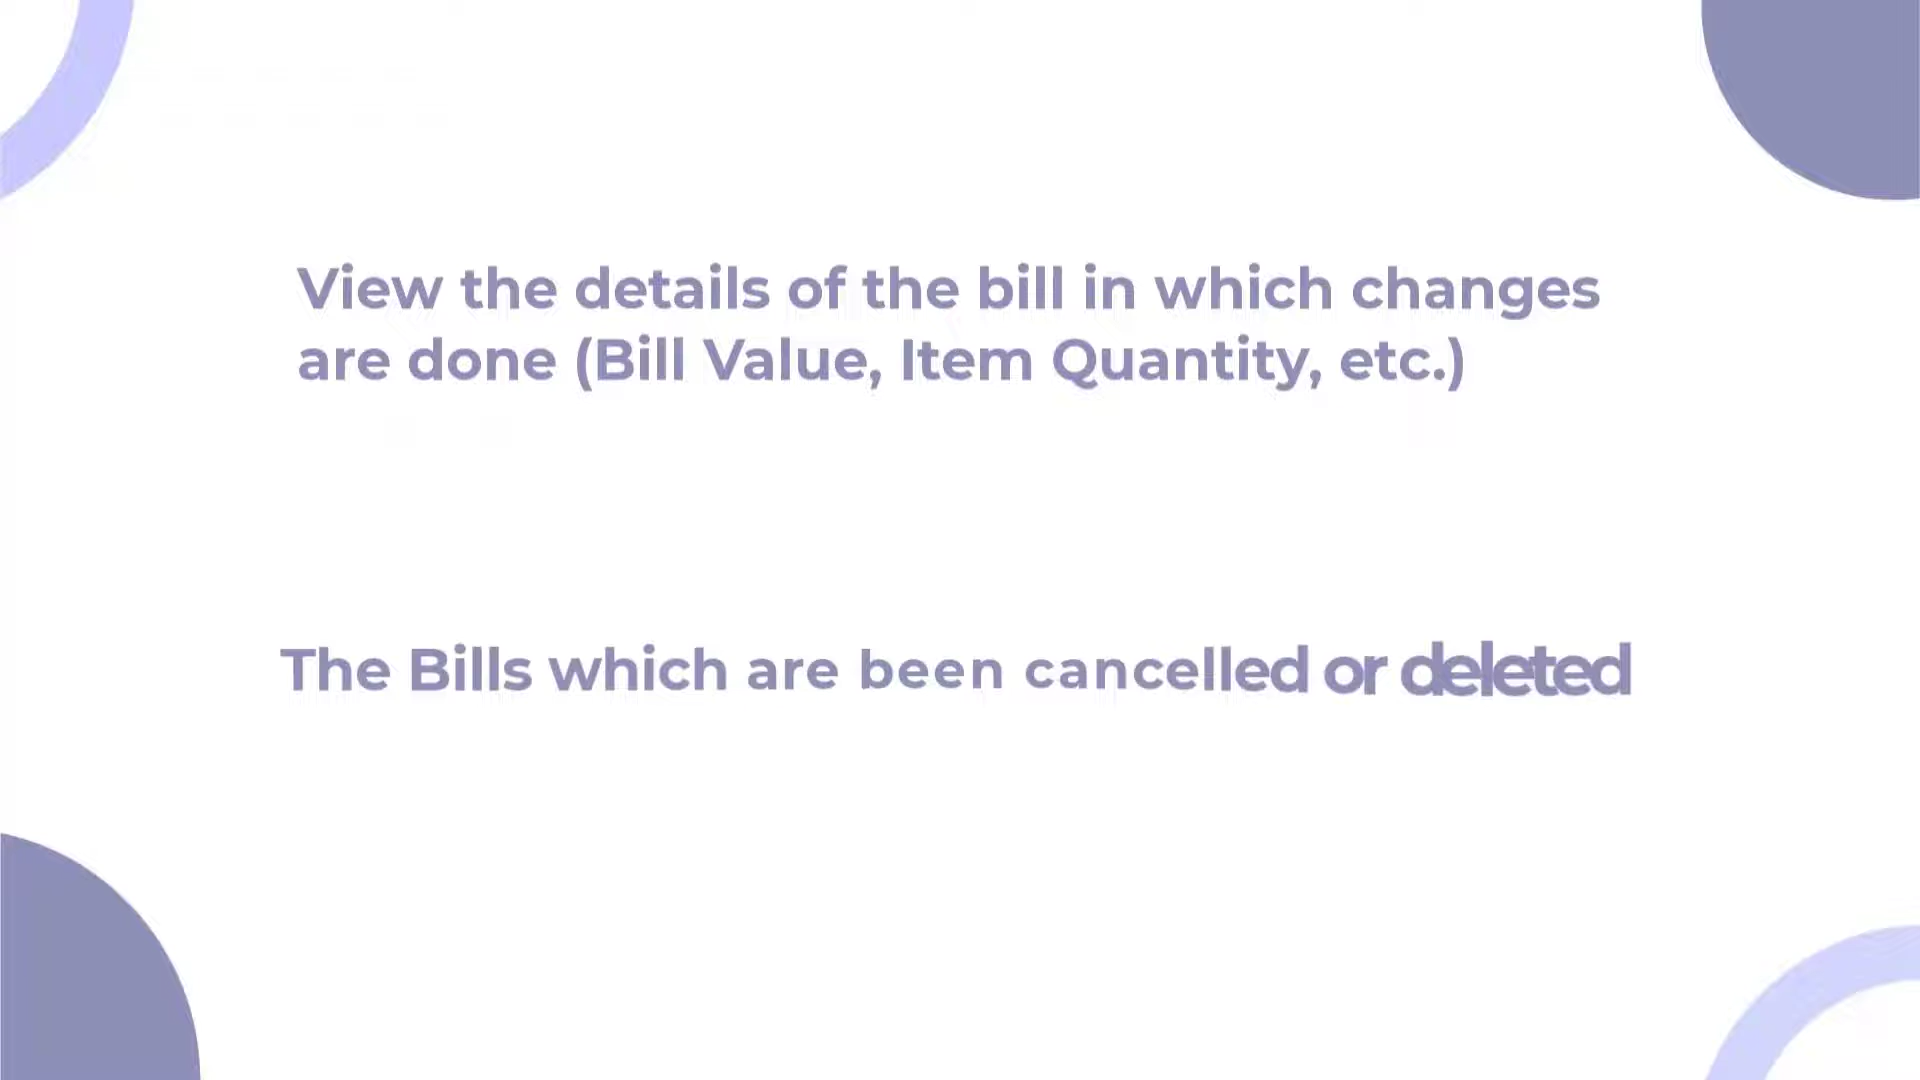 View the details of the bill in which changes
are done (Bill Value, Item Quantity, etc.)
The Bills which are been cancelled or deleted